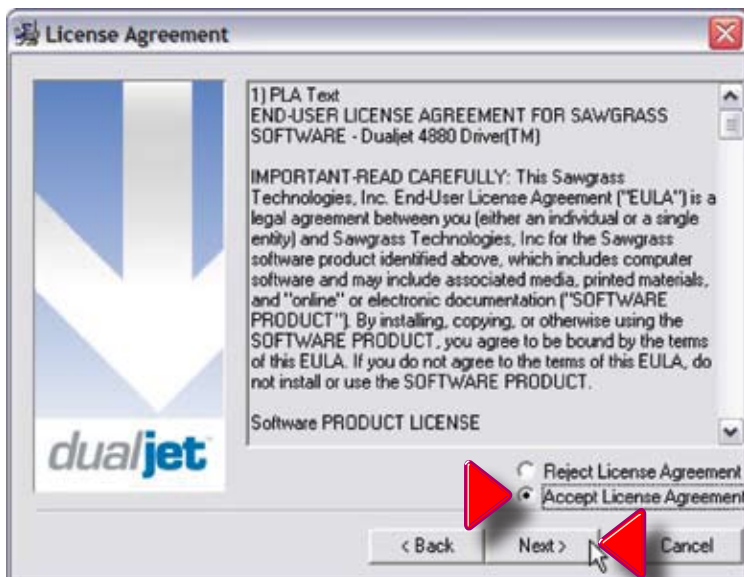 License Agreement
1) PLA Text
END-USER LICENSE AGREEMENT FOR SAWGRASS
SOFTWARE - Dualjet 4880 Driver(TM)
IMPORTANT-READ CAREFULLY: This Sawgrass
Technologies, Inc. End-User License Agreement ("EULA") is a
legal agreement between you (either an individual or a single
entity) and Sawgrass Technologies, Inc for the Sawgrass
software product identified above, which includes computer
software and may include associated media, printed materials,
and "online" or electronic documentation ("SOFTWARE
PRODUCT"). By installing, copying, or otherwise using the
SOFTWARE PRODUCT, you agree to be bound by the terms
of this EULA. If you do not agree to the terms of this EULA, do
not install or use the SOFTWARE PRODUCT.
Software PRODUCT LICENSE
dualjet
Reject License Agreement
Accept License Agreement
< Back Next > Cancel